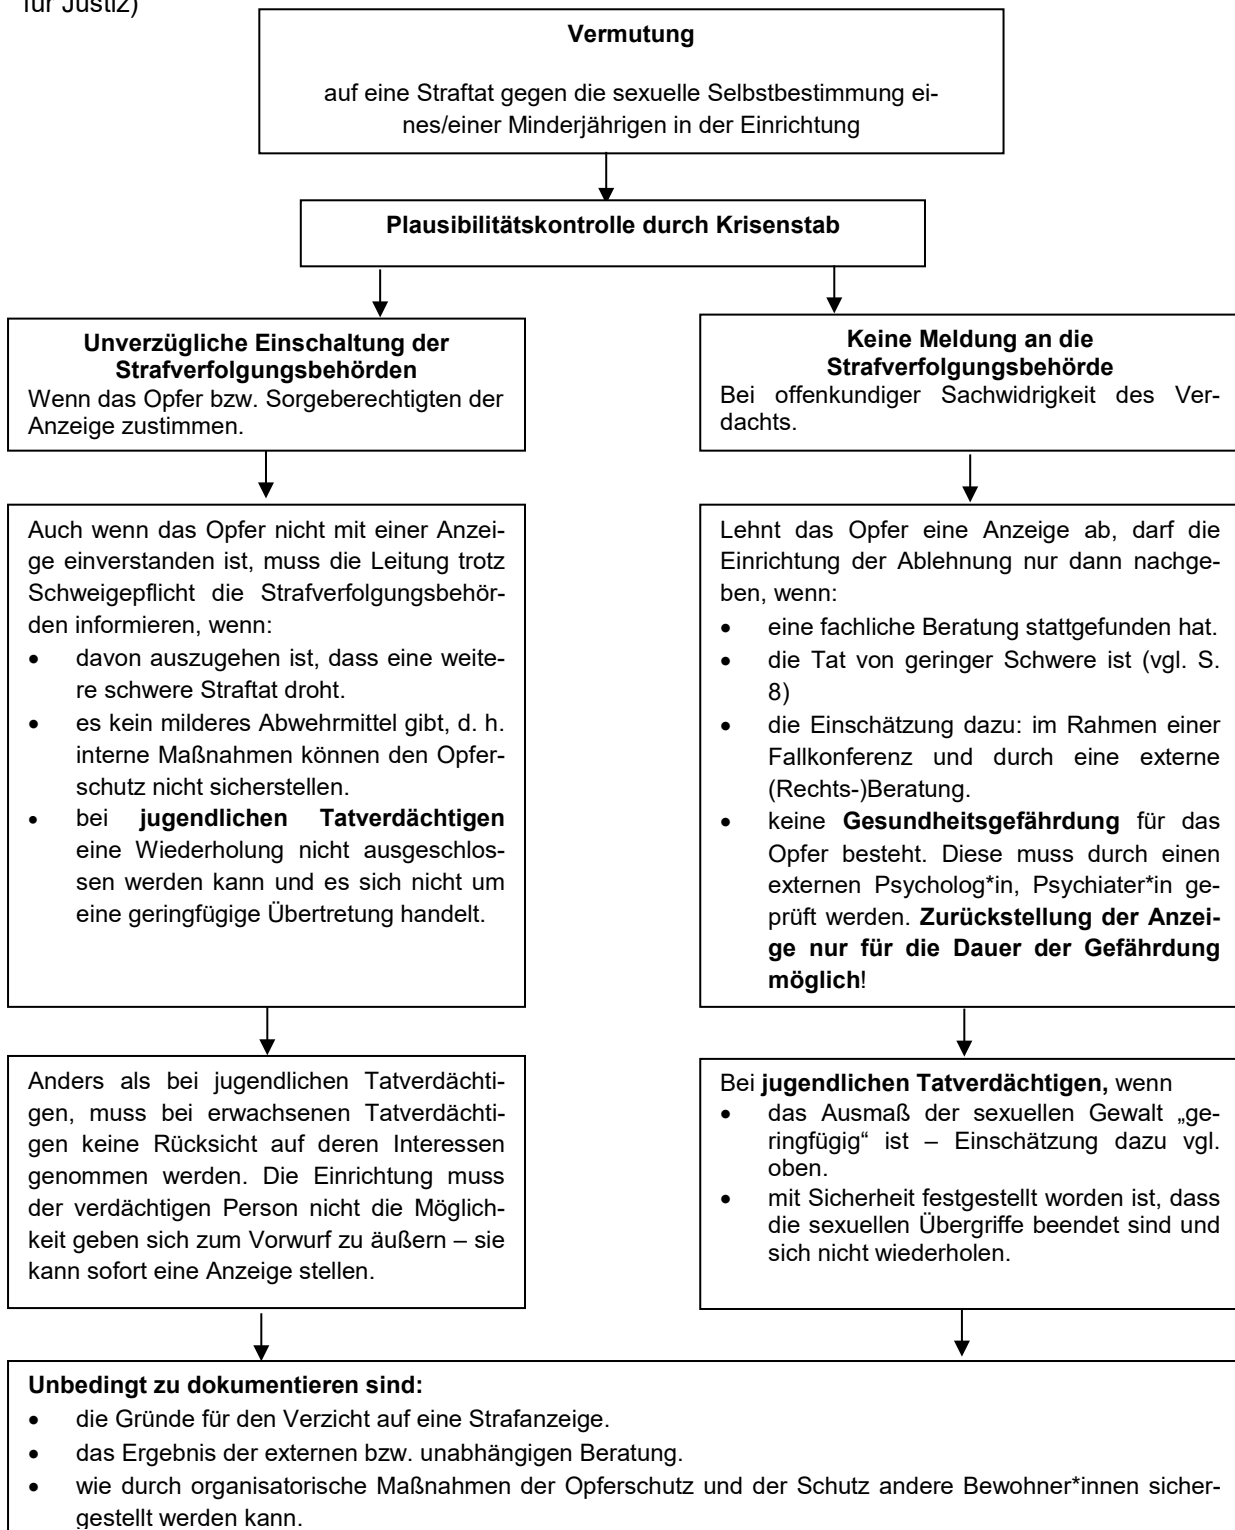 für Justiz)
Vermutung
auf eine Straftat gegen die sexuelle Selbstbestimmung ei-
nes/einer Minderjährigen in der Einrichtung
Plausibilitätskontrolle durch Krisenstab
Unverzügliche Einschaltung der
Strafverfolgungsbehörden
Wenn das Opfer bzw. Sorgeberechtigten der
Anzeige zustimmen.
Keine Meldung an die
Strafverfolgungsbehörde
Bei offenkundiger Sachwidrigkeit des Ver-
dachts.
Auch wenn das Opfer nicht mit einer Anzei-
ge einverstanden ist, muss die Leitung trotz
Schweigepflicht die Strafverfolgungsbehör-
den informieren, wenn:
• davon auszugehen ist, dass eine weite-
re schwere Straftat droht.
• es kein milderes Abwehrmittel gibt, d. h.
interne Maßnahmen können den Opfer-
schutz nicht sicherstellen.
• bei jugendlichen Tatverdächtigen
eine Wiederholung nicht ausgeschlos-
sen werden kann und es sich nicht um
eine geringfügige Übertretung handelt.
Lehnt das Opfer eine Anzeige ab, darf die
Einrichtung der Ablehnung nur dann nachge-
ben, wenn:
• eine fachliche Beratung stattgefunden hat.
• die Tat von geringer Schwere ist (vgl. S.
8)
• die Einschätzung dazu: im Rahmen einer
Fallkonferenz und durch eine externe
(Rechts-)Beratung.
• keine Gesundheitsgefährdung für das
Opfer besteht. Diese muss durch einen
externen Psycholog*in, Psychiater*in ge-
prüft werden. Zurückstellung der Anzei-
ge nur für die Dauer der Gefährdung
möglich!
Anders als bei jugendlichen Tatverdächti-
gen, muss bei erwachsenen Tatverdächti-
gen keine Rücksicht auf deren Interessen
genommen werden. Die Einrichtung muss
der verdächtigen Person nicht die Möglich-
keit geben sich zum Vorwurf zu äußern – sie
kann sofort eine Anzeige stellen.
Bei jugendlichen Tatverdächtigen, wenn
• das Ausmaß der sexuellen Gewalt „ge-
ringfügig“ ist – Einschätzung dazu vgl.
oben.
• mit Sicherheit festgestellt worden ist, dass
die sexuellen Übergriffe beendet sind und
sich nicht wiederholen.
Unbedingt zu dokumentieren sind:
• die Gründe für den Verzicht auf eine Strafanzeige.
• das Ergebnis der externen bzw. unabhängigen Beratung.
• wie durch organisatorische Maßnahmen der Opferschutz und der Schutz andere Bewohner*innen sicher-
gestellt werden kann.